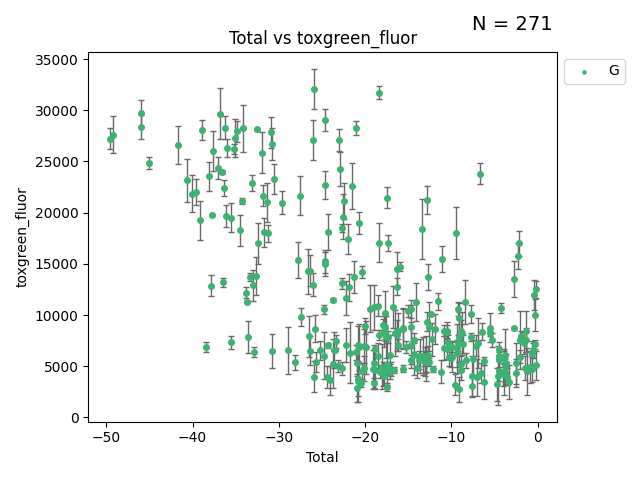 N = 271
Total vs toxgreen_fluor
G
toxgreen_fluor
35000
30000
25000
20000
15000
10000
5000
0
−50 −40 −30 −20 −10 0
Total